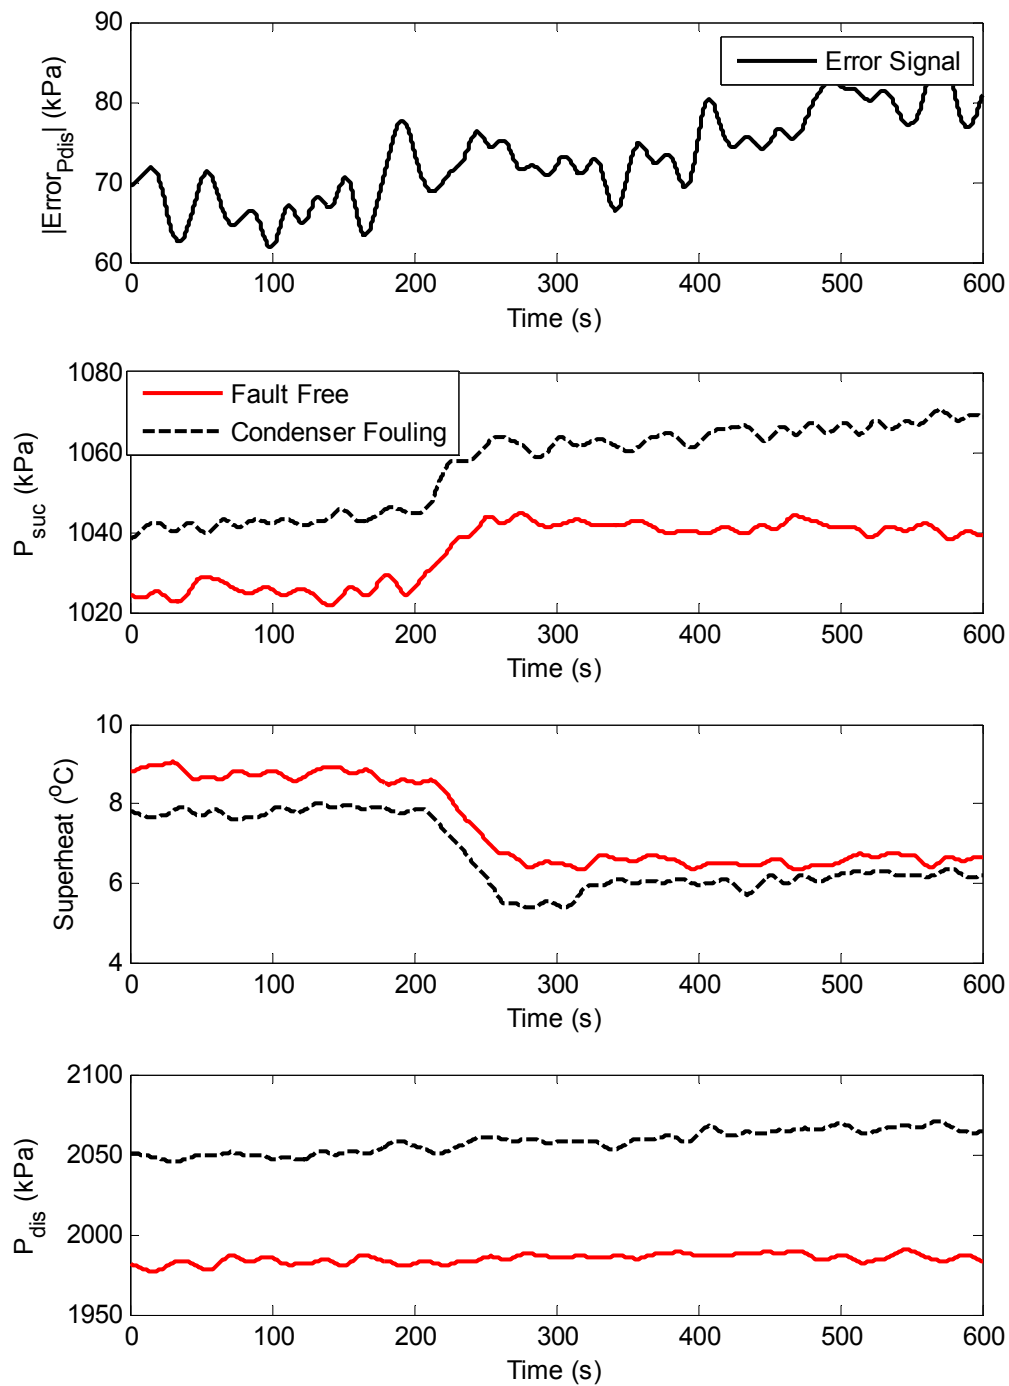 90
80
70
60
|Error_Pdis| (kPa)
Error Signal
0 100 200 300 400 500 600
Time (s)
1080
1060
1040
1020
P_suc (kPa)
Fault Free
Condenser Fouling
0 100 200 300 400 500 600
Time (s)
10
8
6
4
Superheat (°C)
0 100 200 300 400 500 600
Time (s)
2100
2050
2000
1950
P_dis (kPa)
0 100 200 300 400 500 600
Time (s)